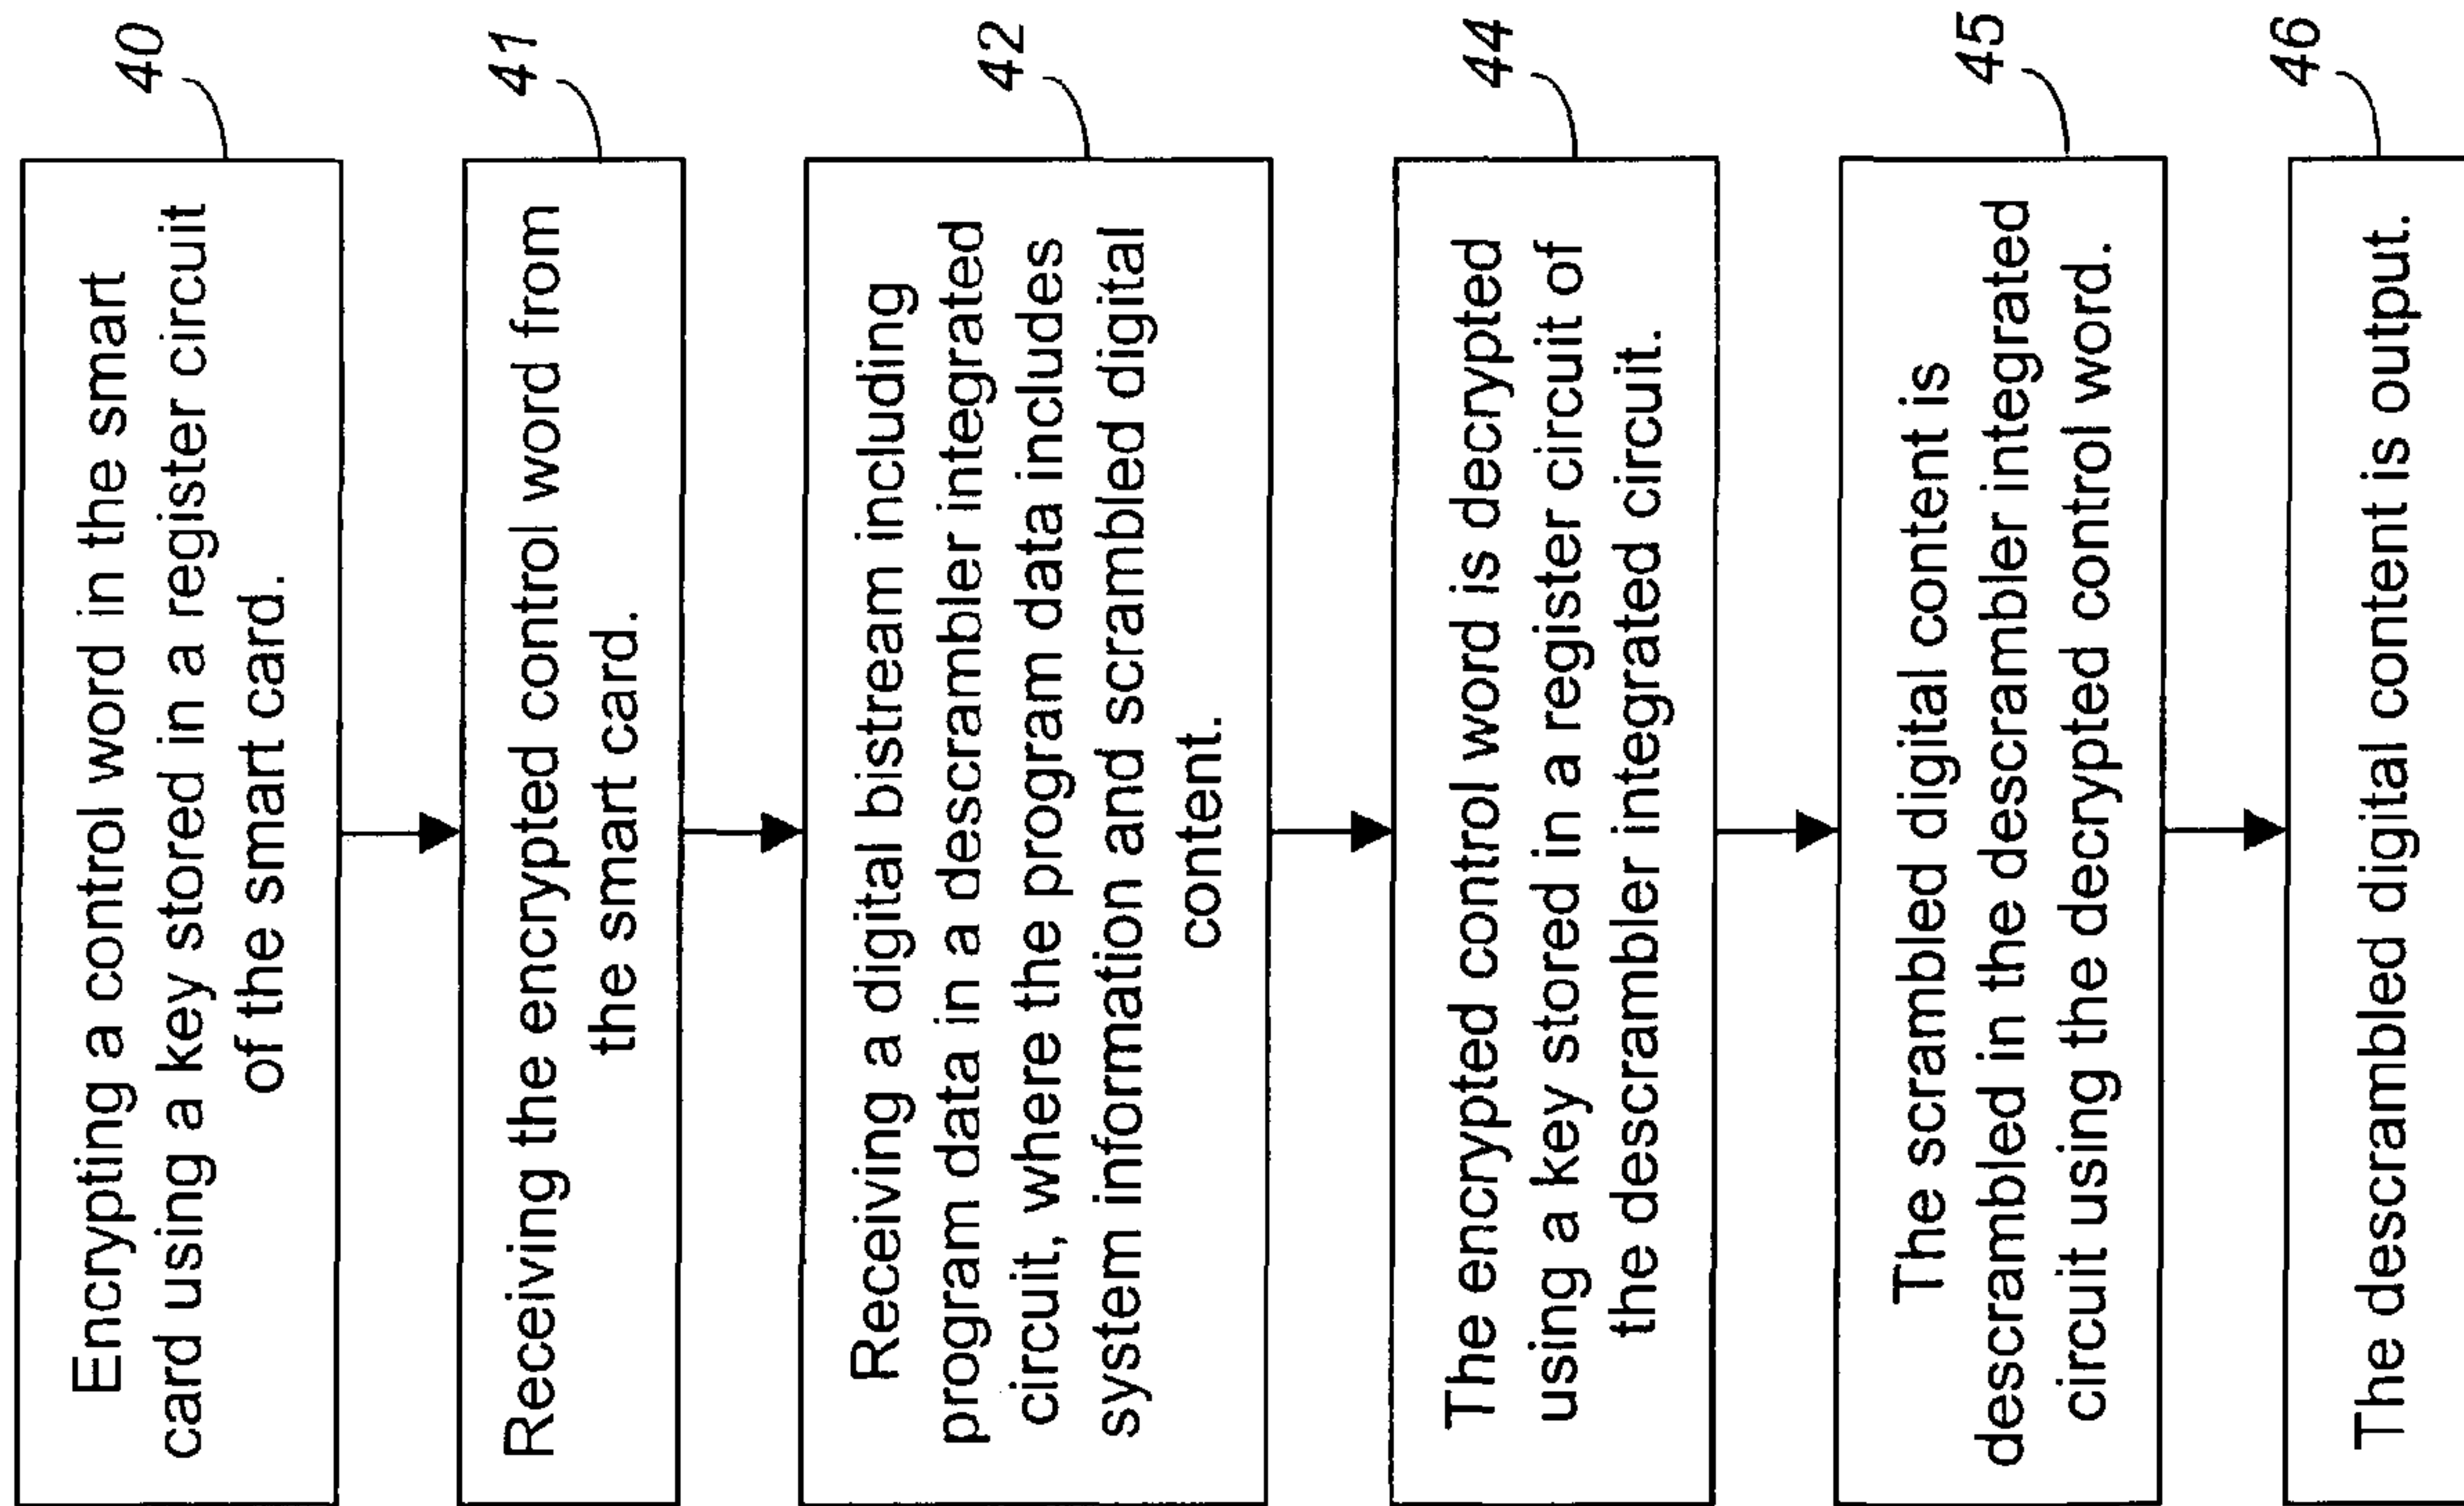 Encrypting a control word in the smart
card using a key stored in a register circuit
of the smart card.
40
Receiving the encrypted control word from
the smart card.
41
Receiving a digital bistream including
program data in a descrambler integrated
circuit, where the program data includes
system information and scrambled digital
content.
42
The encrypted control word is decrypted
using a key stored in a register circuit of
the descrambler integrated circuit.
44
The scrambled digital content is
descrambled in the descrambler integrated
circuit using the decrypted control word.
45
The descrambled digital content is output.
46